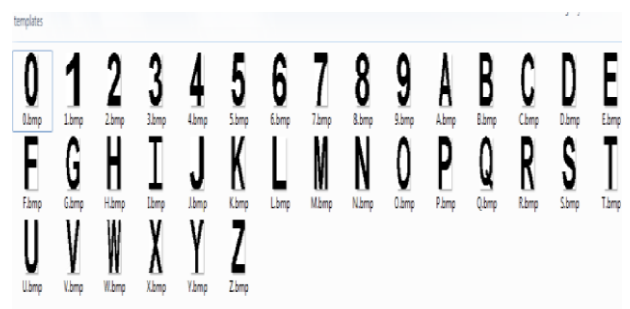 templates
0 1 2 3 4 5 6 7 8 9 A B C D E
0.bmp 1.bmp 2.bmp 3.bmp 4.bmp 5.bmp 6.bmp 7.bmp 8.bmp 9.bmp A.bmp B.bmp C.bmp D.bmp E.bmp
F G H I J K L M N O P Q R S T
F.bmp G.bmp H.bmp I.bmp J.bmp K.bmp L.bmp M.bmp N.bmp O.bmp P.bmp Q.bmp R.bmp S.bmp T.bmp
U V W X Y Z
U.bmp V.bmp W.bmp X.bmp Y.bmp Z.bmp